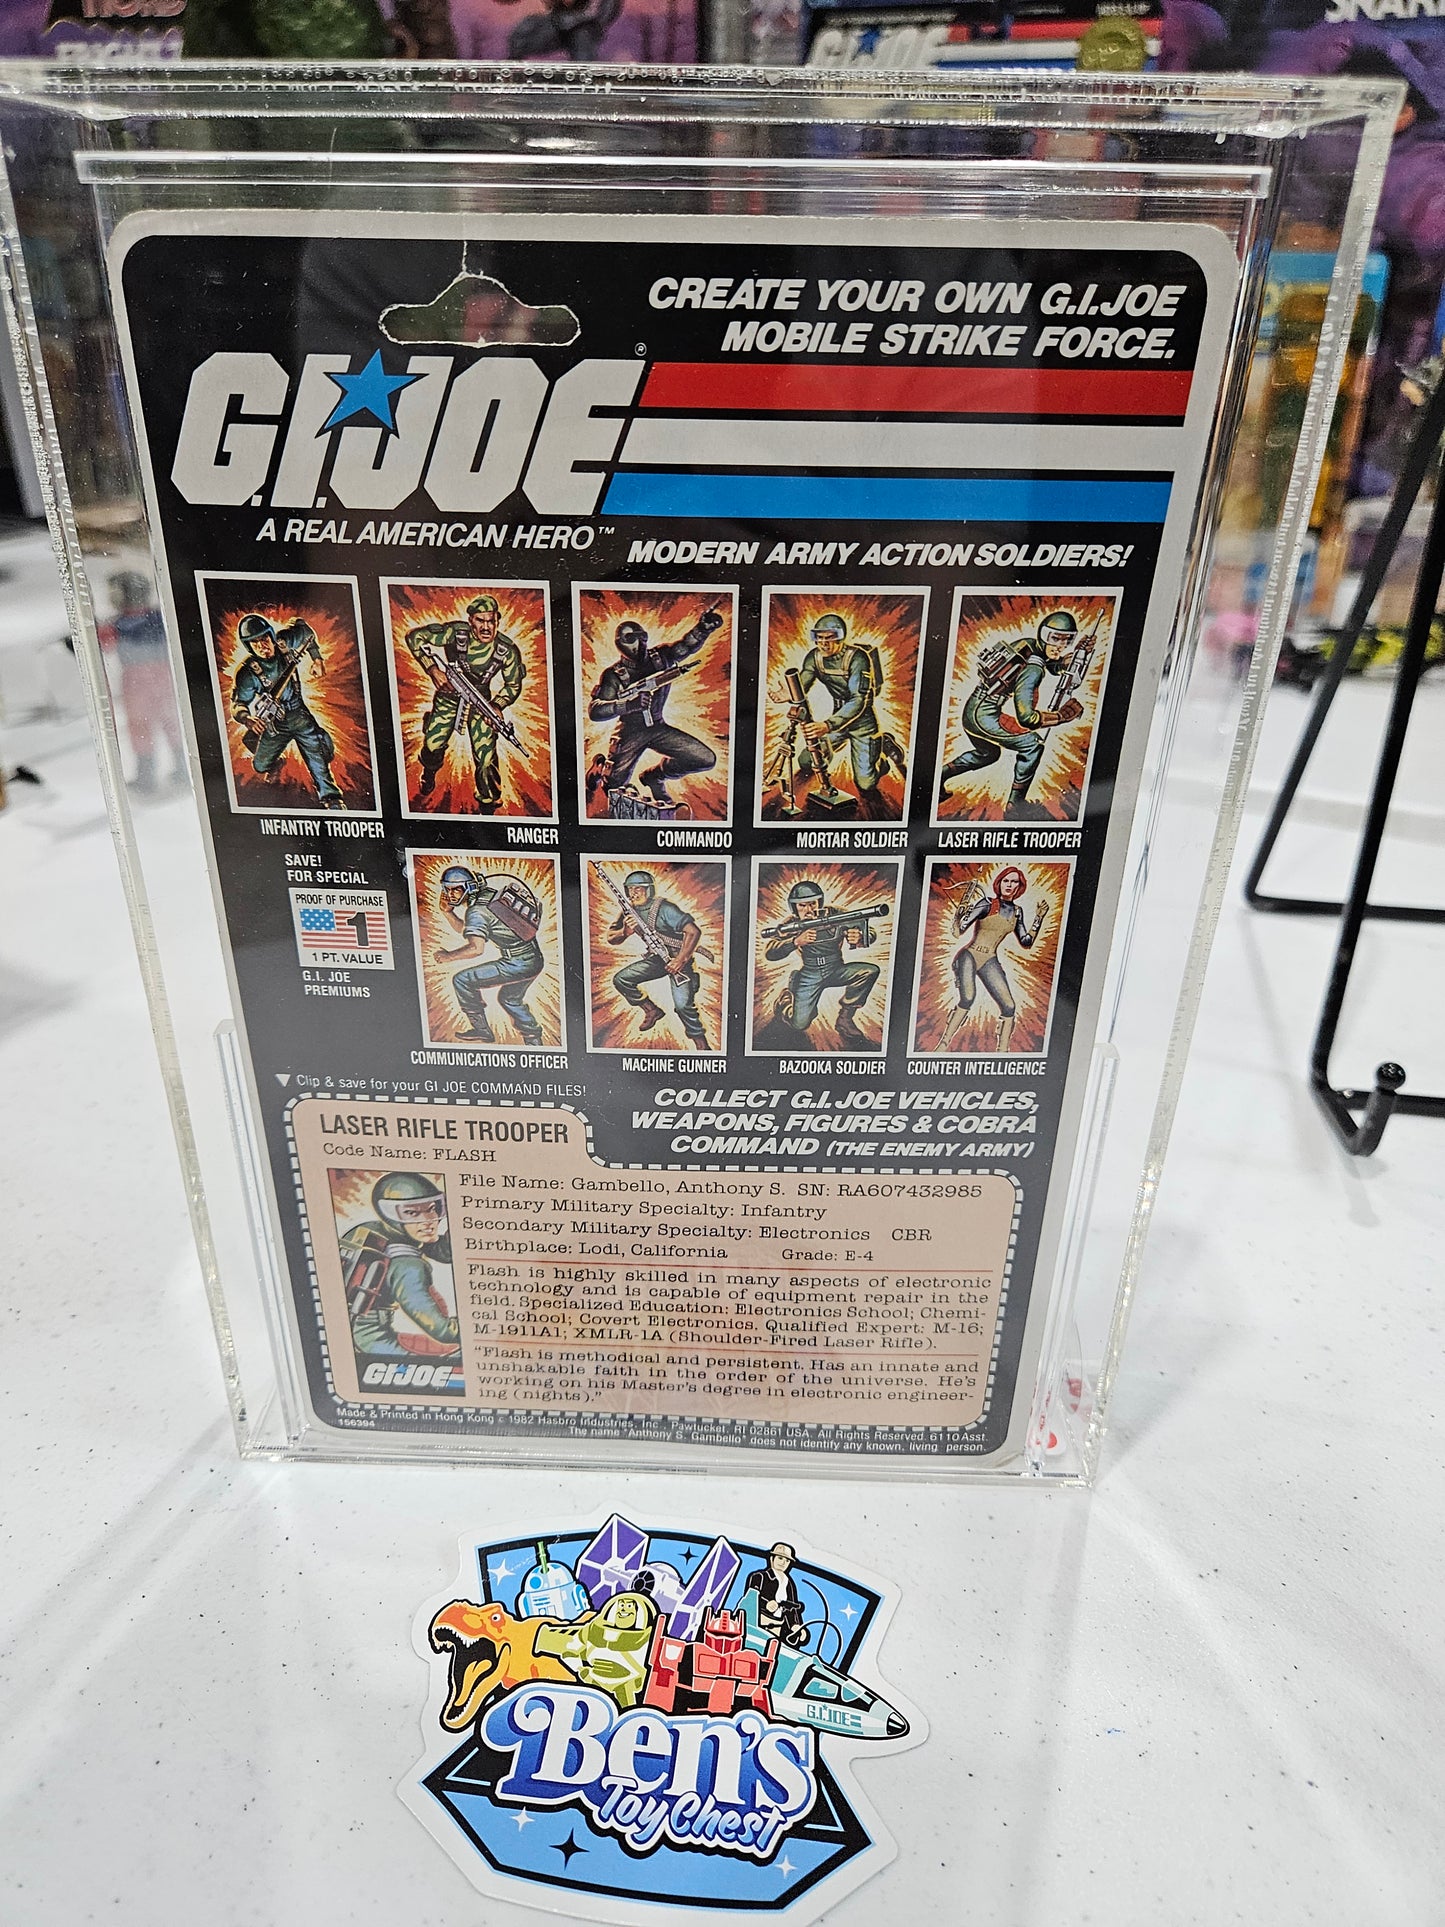 G.I.JOE
CREATE YOUR OWN G.I.JOE
MOBILE STRIKE FORCE.
G.I.JOE ®
A REAL AMERICAN HERO™
MODERN ARMY ACTION SOLDIERS!
INFANTRY TROOPER
RANGER
COMMANDO
MORTAR SOLDIER
LASER RIFLE TROOPER
SAVE!
FOR SPECIAL
PROOF OF PURCHASE
1
1 PT. VALUE
G.I. JOE
PREMIUMS
COMMUNICATIONS OFFICER
MACHINE GUNNER
BAZOOKA SOLDIER
COUNTER INTELLIGENCE
▼ Clip & save for your GI JOE COMMAND FILES!
COLLECT G.I. JOE VEHICLES,
WEAPONS, FIGURES & COBRA
COMMAND (THE ENEMY ARMY)
LASER RIFLE TROOPER
Code Name: FLASH
File Name: Gambello, Anthony S. SN: RA607432985
Primary Military Specialty: Infantry
Secondary Military Specialty: Electronics CBR
Birthplace: Lodi, California Grade: E-4
Flash is highly skilled in many aspects of electronic
technology and is capable of equipment repair in the
field. Specialized Education: Electronics School; Chemi-
cal School; Covert Electronics. Qualified Expert: M-16;
M-1911A1; XMLR-1A (Shoulder-Fired Laser Rifle).
"Flash is methodical and persistent. Has an innate and
unshakable faith in the order of the universe. He's
working on his Master's degree in electronic engineer-
ing (nights)."
GI JOE
Made & Printed in Hong Kong © 1982 Hasbro Industries, Inc., Pawtucket, RI 02861 USA. All Rights Reserved. 6110 Asst.
156394 The name "Anthony S. Gambello" does not identify any known, living person.
G.I.JOE
Ben's
Toy Chest